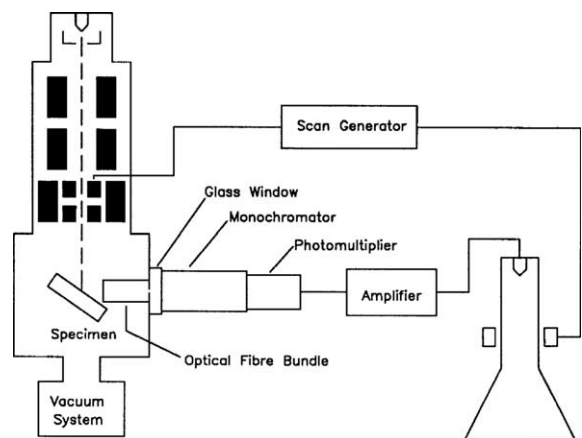 Scan Generator
Glass Window
Monochromator
Photomultiplier
Amplifier
Specimen
Optical Fibre Bundle
Vacuum
System